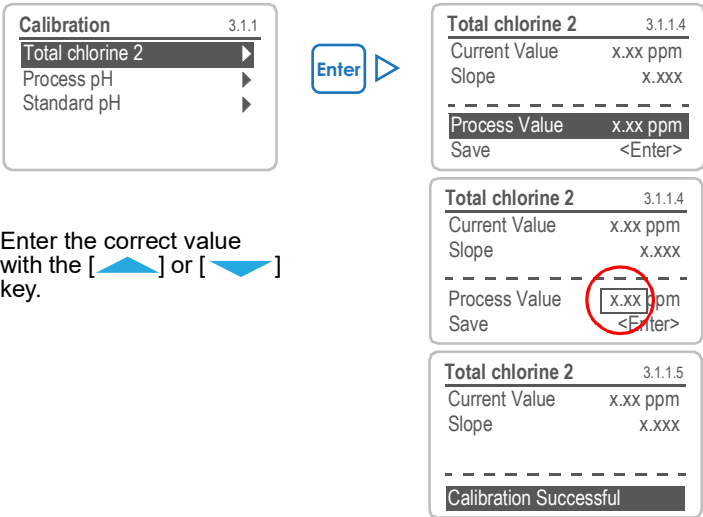 Calibration 3.1.1
Total chlorine 2
Process pH
Standard pH
Enter
Total chlorine 2 3.1.1.4
Current Value x.xx ppm
Slope x.xxx
Process Value x.xx ppm
Save <Enter>
Total chlorine 2 3.1.1.4
Current Value x.xx ppm
Slope x.xxx
Process Value x.xx ppm
Save <Enter>
Enter the correct value
with the [ ] or [ ]
key.
Total chlorine 2 3.1.1.5
Current Value x.xx ppm
Slope x.xxx
Calibration Successful